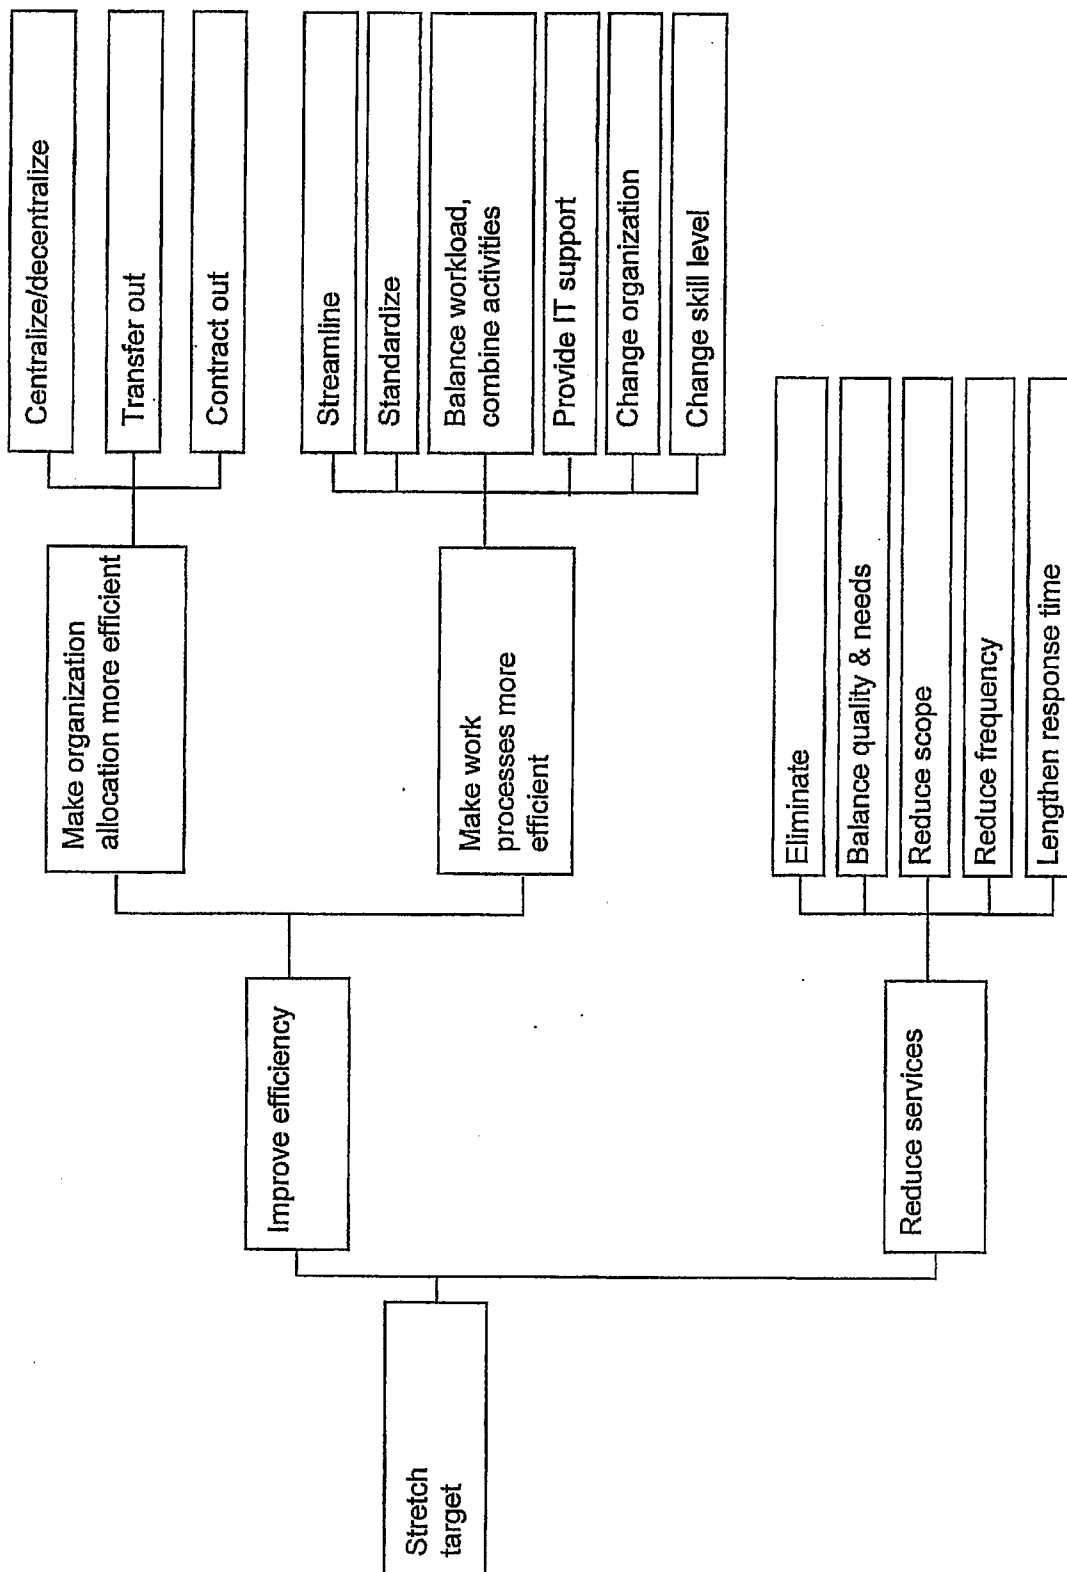 Stretch
target
Improve efficiency
Make organization
allocation more efficient
Centralize/decentralize
Transfer out
Contract out
Make work
processes more
efficient
Streamline
Standardize
Balance workload,
combine activities
Provide IT support
Change organization
Change skill level
Reduce services
Eliminate
Balance quality & needs
Reduce scope
Reduce frequency
Lengthen response time